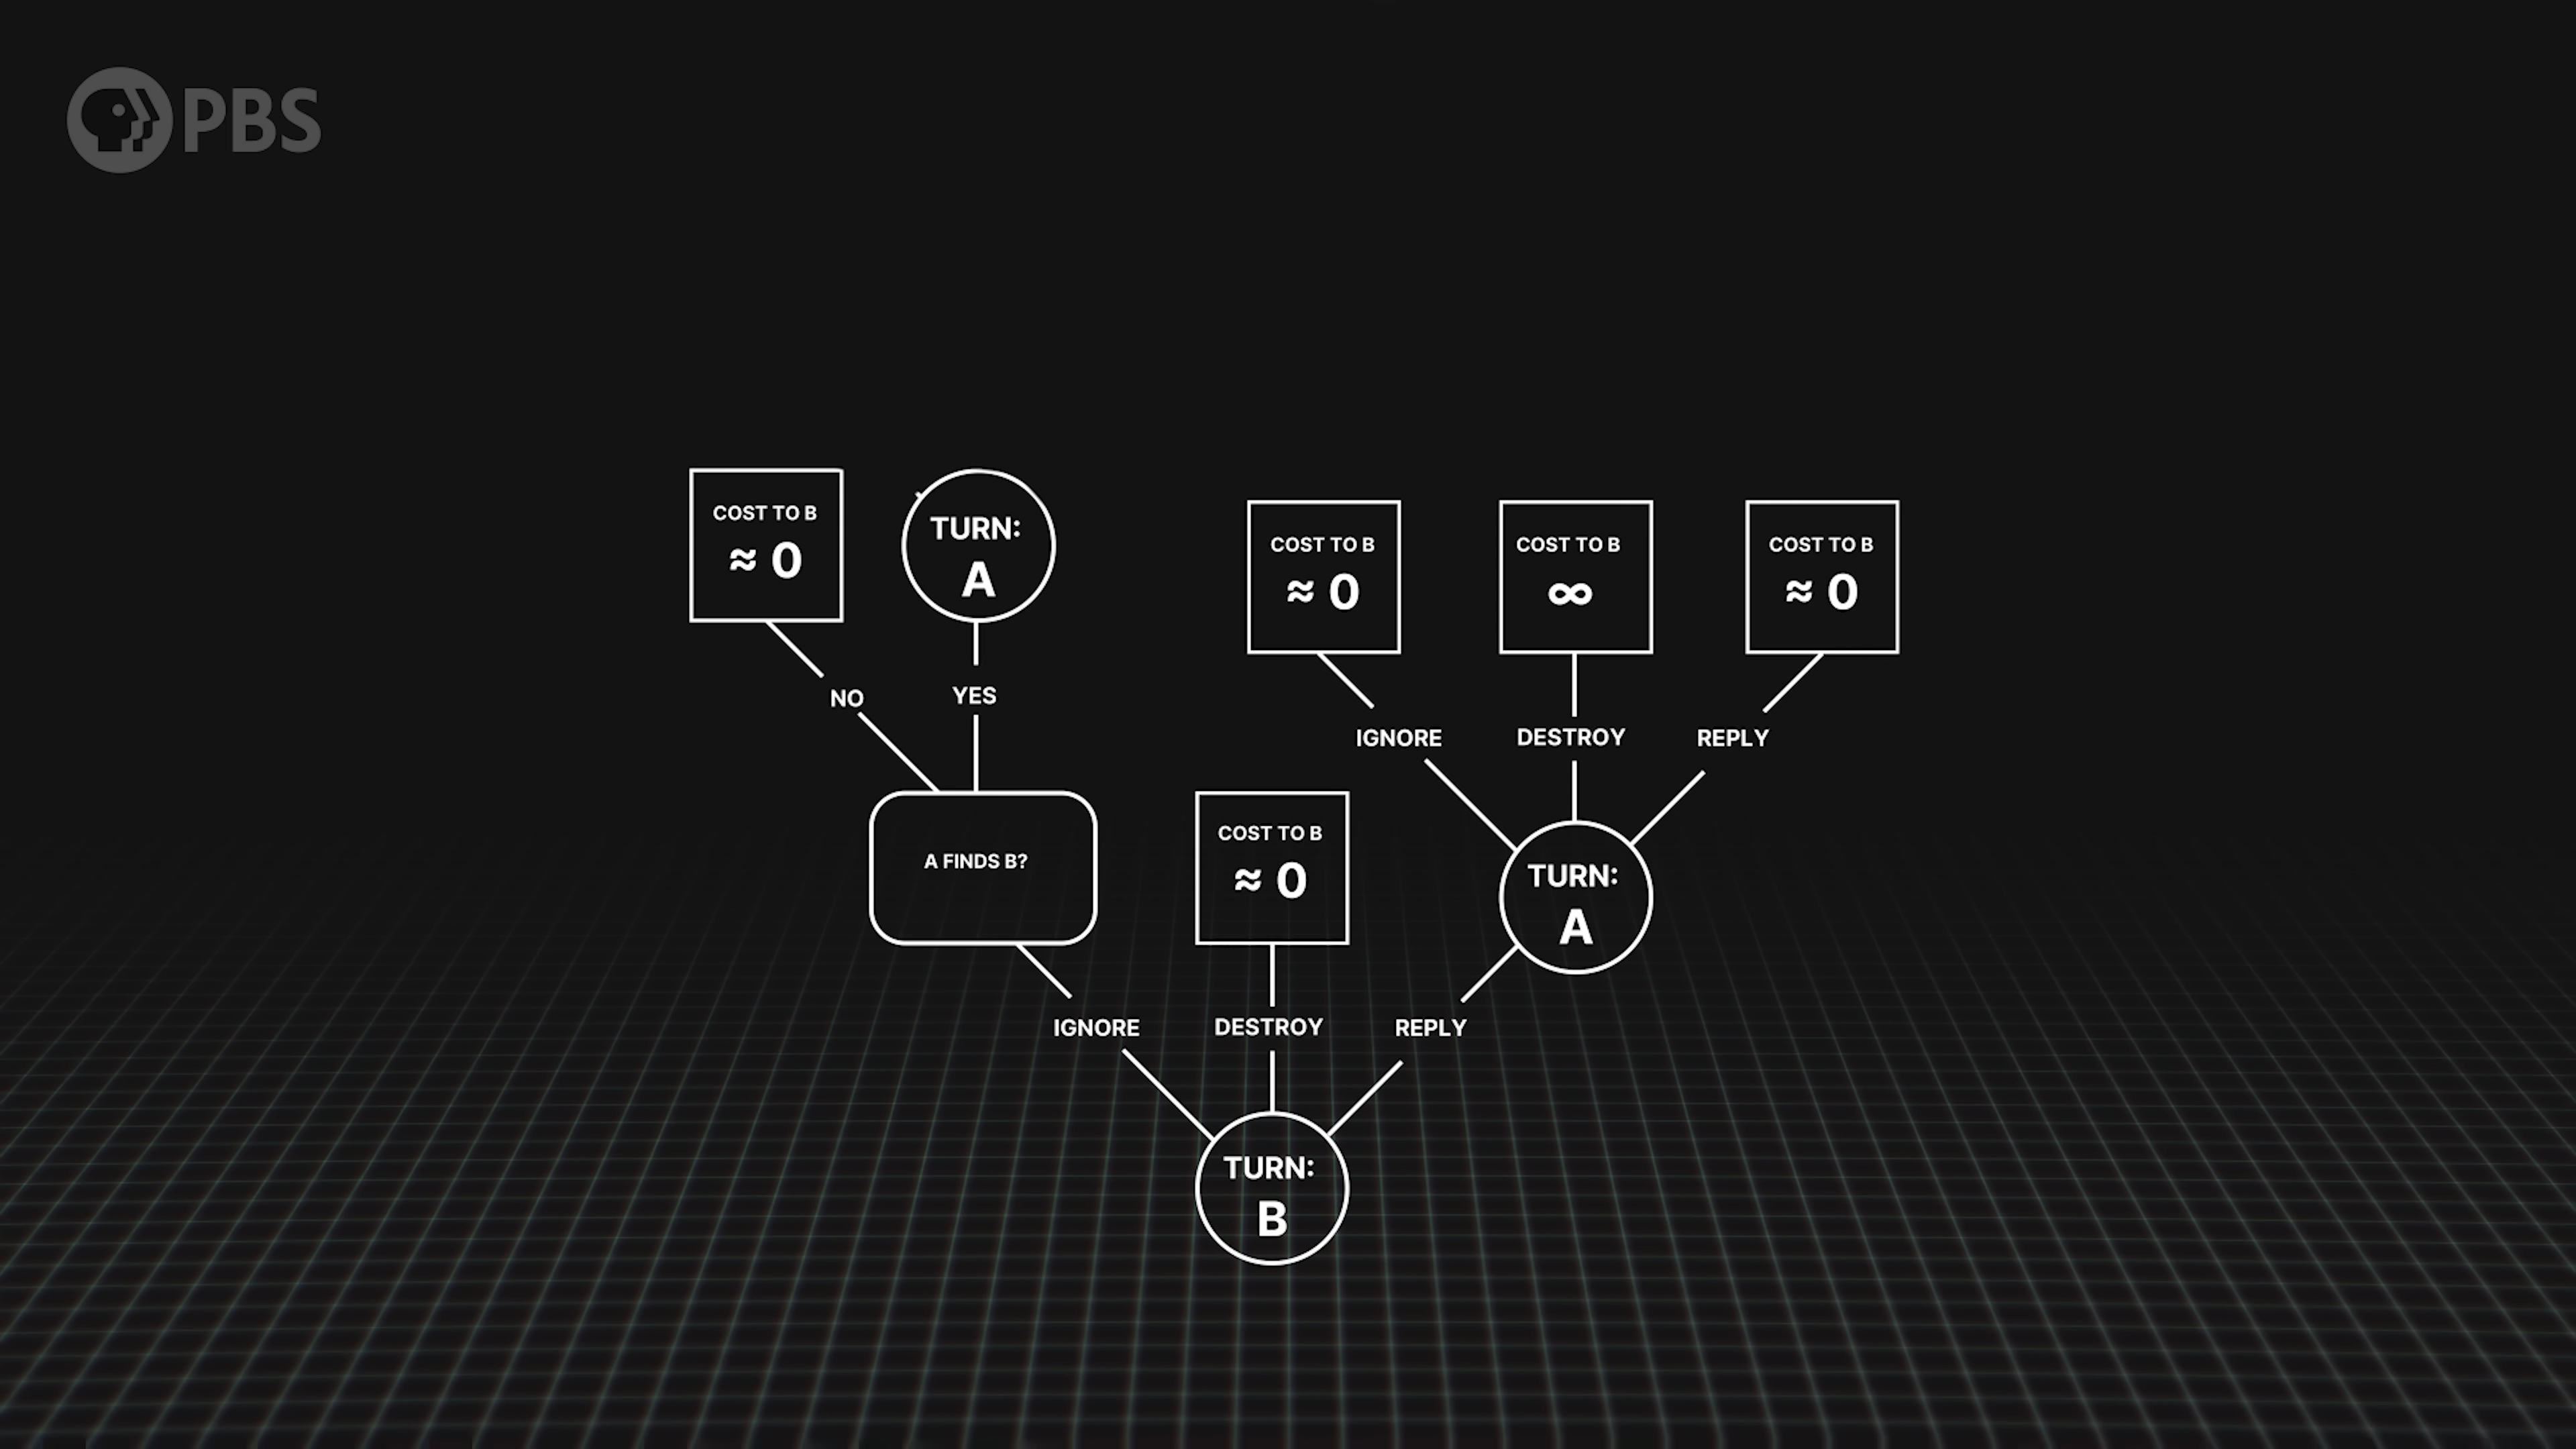 PBS
COST TO B
≈ 0
TURN:
A
COST TO B
≈ 0
COST TO B
∞
COST TO B
≈ 0
NO
YES
IGNORE
DESTROY
REPLY
A FINDS B?
COST TO B
≈ 0
TURN:
A
IGNORE
DESTROY
REPLY
TURN:
B